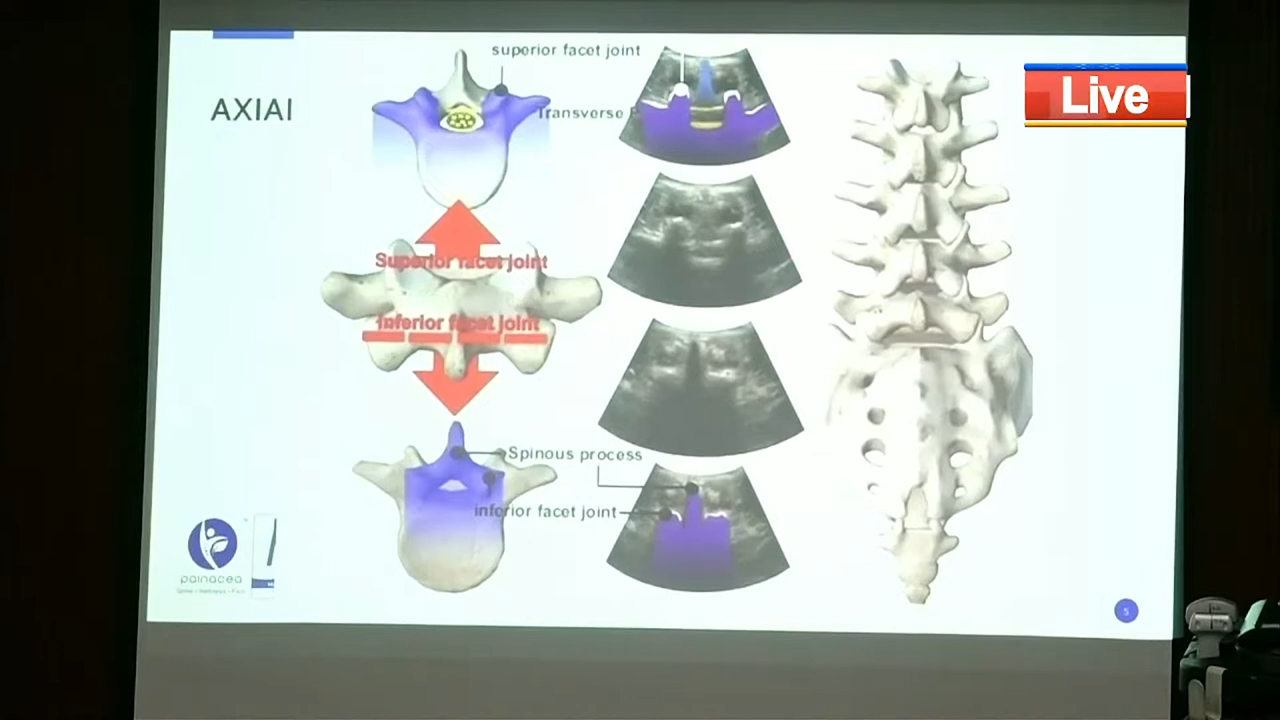 superior facet joint
AXIAl
Transverse P
Live
Superior facet joint
Inferior facet joint
Spinous process
inferior facet joint
painacea
5